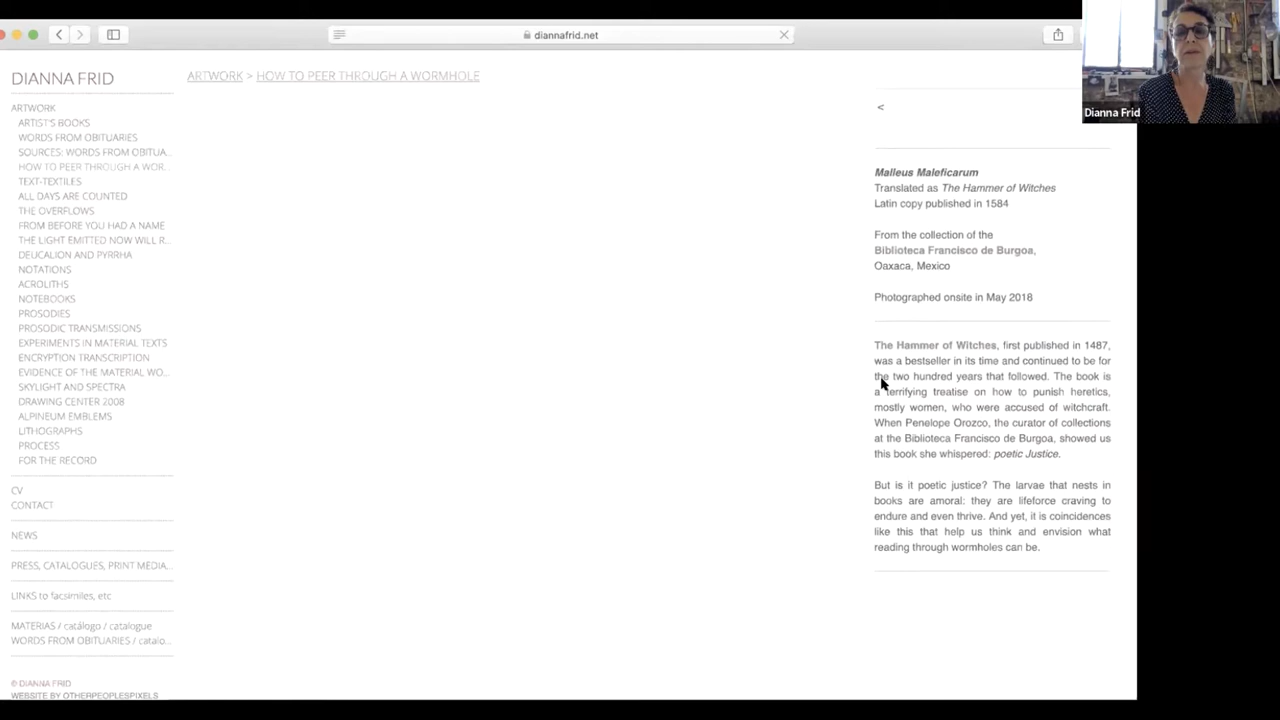 diannafrid.net
Dianna Frid
DIANNA FRID
ARTWORK > HOW TO PEER THROUGH A WORMHOLE
ARTWORK
ARTIST'S BOOKS
WORDS FROM OBITUARIES
SOURCES: WORDS FROM OBITUA...
HOW TO PEER THROUGH A WOR...
TEXT-TEXTILES
ALL DAYS ARE COUNTED
THE OVERFLOWS
FROM BEFORE YOU HAD A NAME
THE LIGHT EMITTED NOW WILL R...
DEUCALION AND PYRRHA
NOTATIONS
ACROLITHS
NOTEBOOKS
PROSODIES
PROSODIC TRANSMISSIONS
EXPERIMENTS IN MATERIAL TEXTS
ENCRYPTION TRANSCRIPTION
EVIDENCE OF THE MATERIAL WO...
SKYLIGHT AND SPECTRA
DRAWING CENTER 2008
ALPINEUM EMBLEMS
LITHOGRAPHS
PROCESS
FOR THE RECORD
CV
CONTACT
NEWS
PRESS, CATALOGUES, PRINT MEDIA...
LINKS to facsimiles, etc
MATERIAS / catálogo / catalogue
WORDS FROM OBITUARIES / catalo...
© DIANNA FRID
WEBSITE BY OTHERPEOPLESPIXELS
<
Malleus Maleficarum
Translated as The Hammer of Witches
Latin copy published in 1584
From the collection of the
Biblioteca Francisco de Burgoa,
Oaxaca, Mexico
Photographed onsite in May 2018
The Hammer of Witches, first published in 1487,
was a bestseller in its time and continued to be for
the two hundred years that followed. The book is
a terrifying treatise on how to punish heretics,
mostly women, who were accused of witchcraft.
When Penelope Orozco, the curator of collections
at the Biblioteca Francisco de Burgoa, showed us
this book she whispered: poetic Justice.
But is it poetic justice? The larvae that nests in
books are amoral: they are lifeforce craving to
endure and even thrive. And yet, it is coincidences
like this that help us think and envision what
reading through wormholes can be.